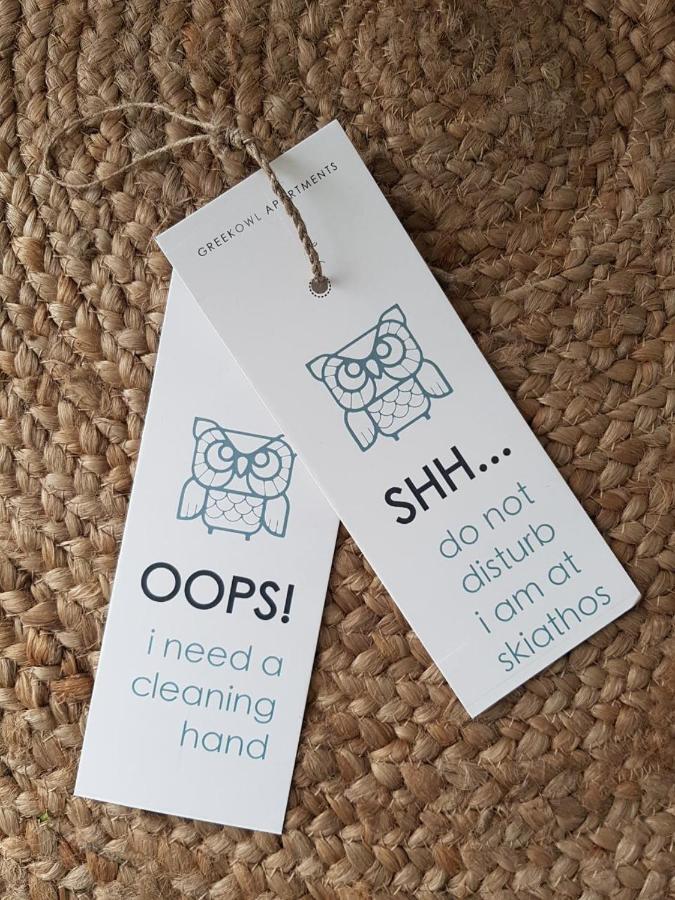 GREEKOWL APARTMENTS
SHH...
do not
disturb
i am at
skiathos
OOPS!
i need a
cleaning
hand